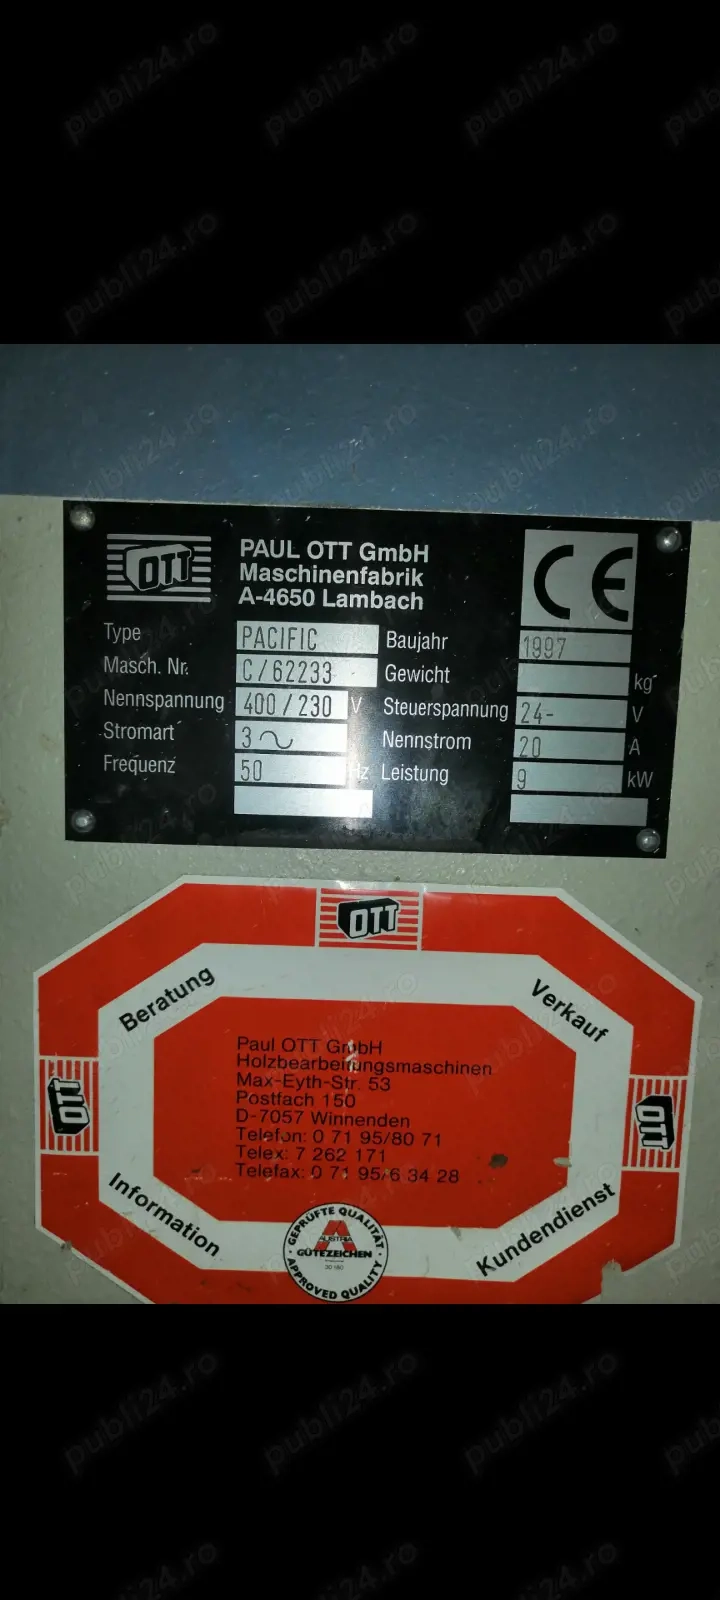 publi24.ro
OTT
PAUL OTT GmbH
Maschinenfabrik
A-4650 Lambach
CE
Type PACIFIC Baujahr 1997
Masch. Nr. C/62233 Gewicht kg
Nennspannung 400/230 V Steuerspannung 24- V
Stromart 3~ Nennstrom 20 A
Frequenz 50 Hz Leistung 9 kW
OTT
Beratung
Verkauf
Paul OTT GmbH
Holzbearbeitungsmaschinen
Max-Eyth-Str. 53
Postfach 150
D-7057 Winnenden
Telefon: 0 71 95/80 71
Telex: 7 262 171
Telefax: 0 71 95/6 34 28
OTT
OTT
Information
Kundendienst
GEPRÜFTE QUALITÄT
AUSTRIA
GÜTEZEICHEN
APPROVED QUALITY